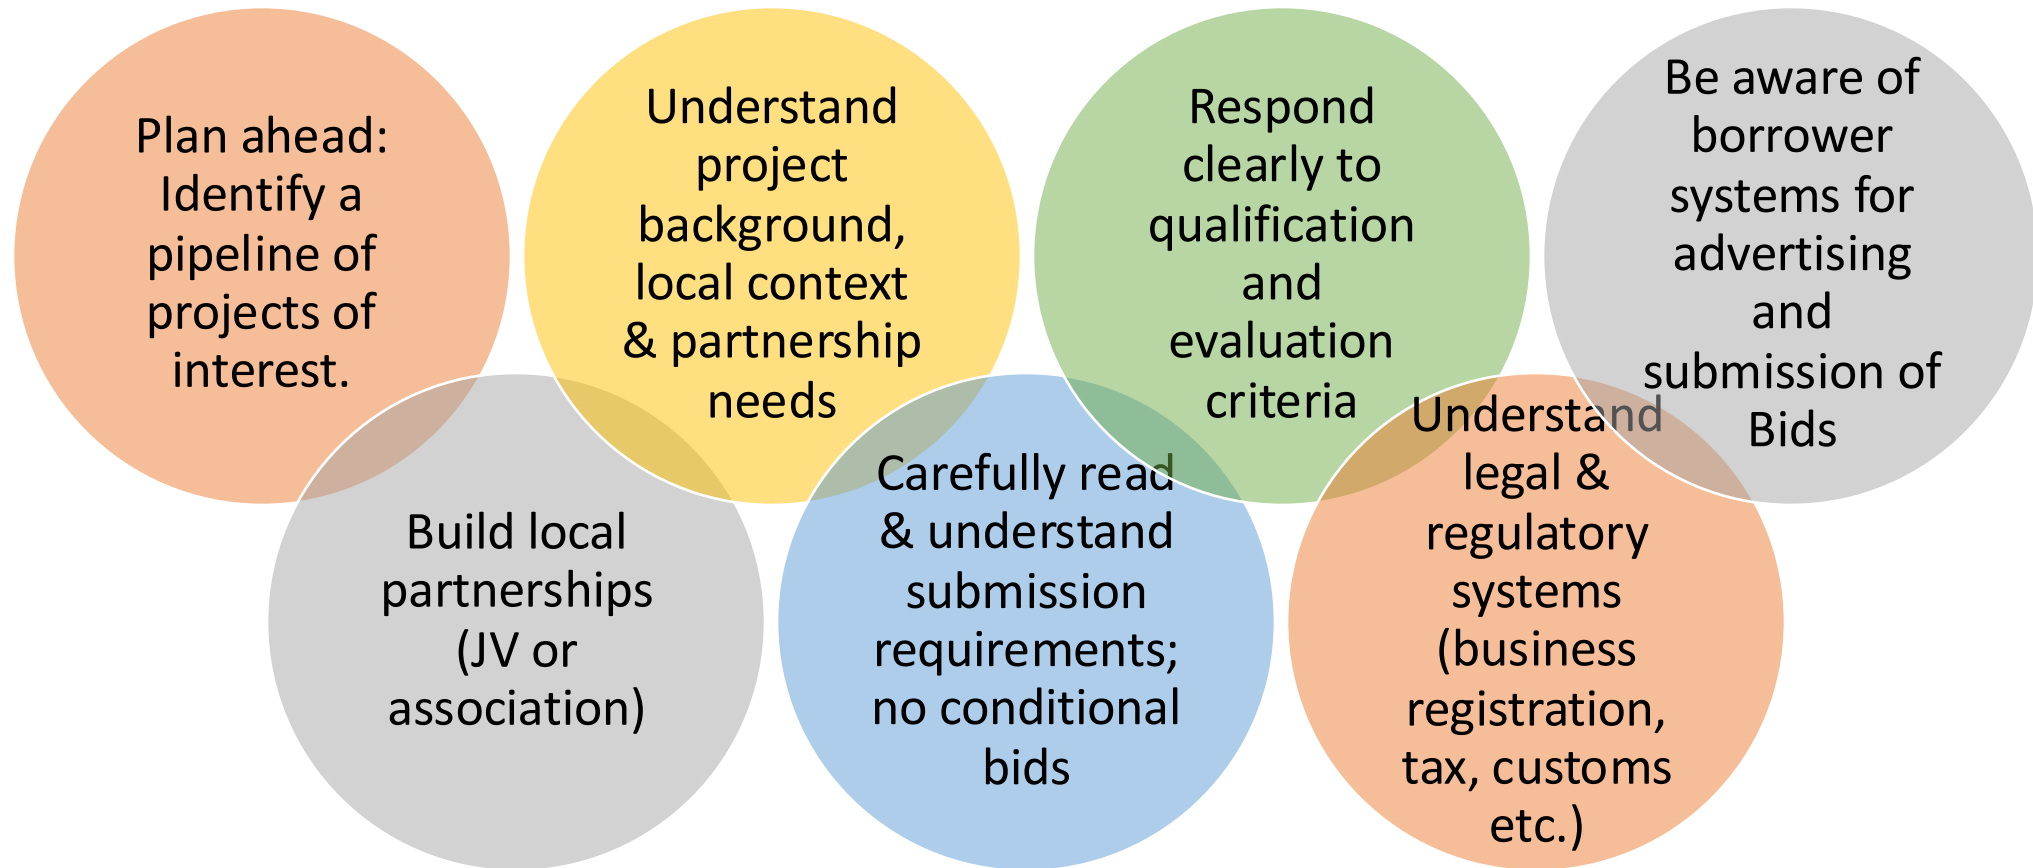 Plan ahead:
Identify a
pipeline of
projects of
interest.
Build local
partnerships
(JV or
association)
Understand
project
background,
local context
& partnership
needs
Carefully read
& understand
submission
requirements;
no conditional
bids
Respond
clearly to
qualification
and
evaluation
criteria
Understand
legal &
regulatory
systems
(business
registration,
tax, customs
etc.)
Be aware of
borrower
systems for
advertising
and
submission of
Bids